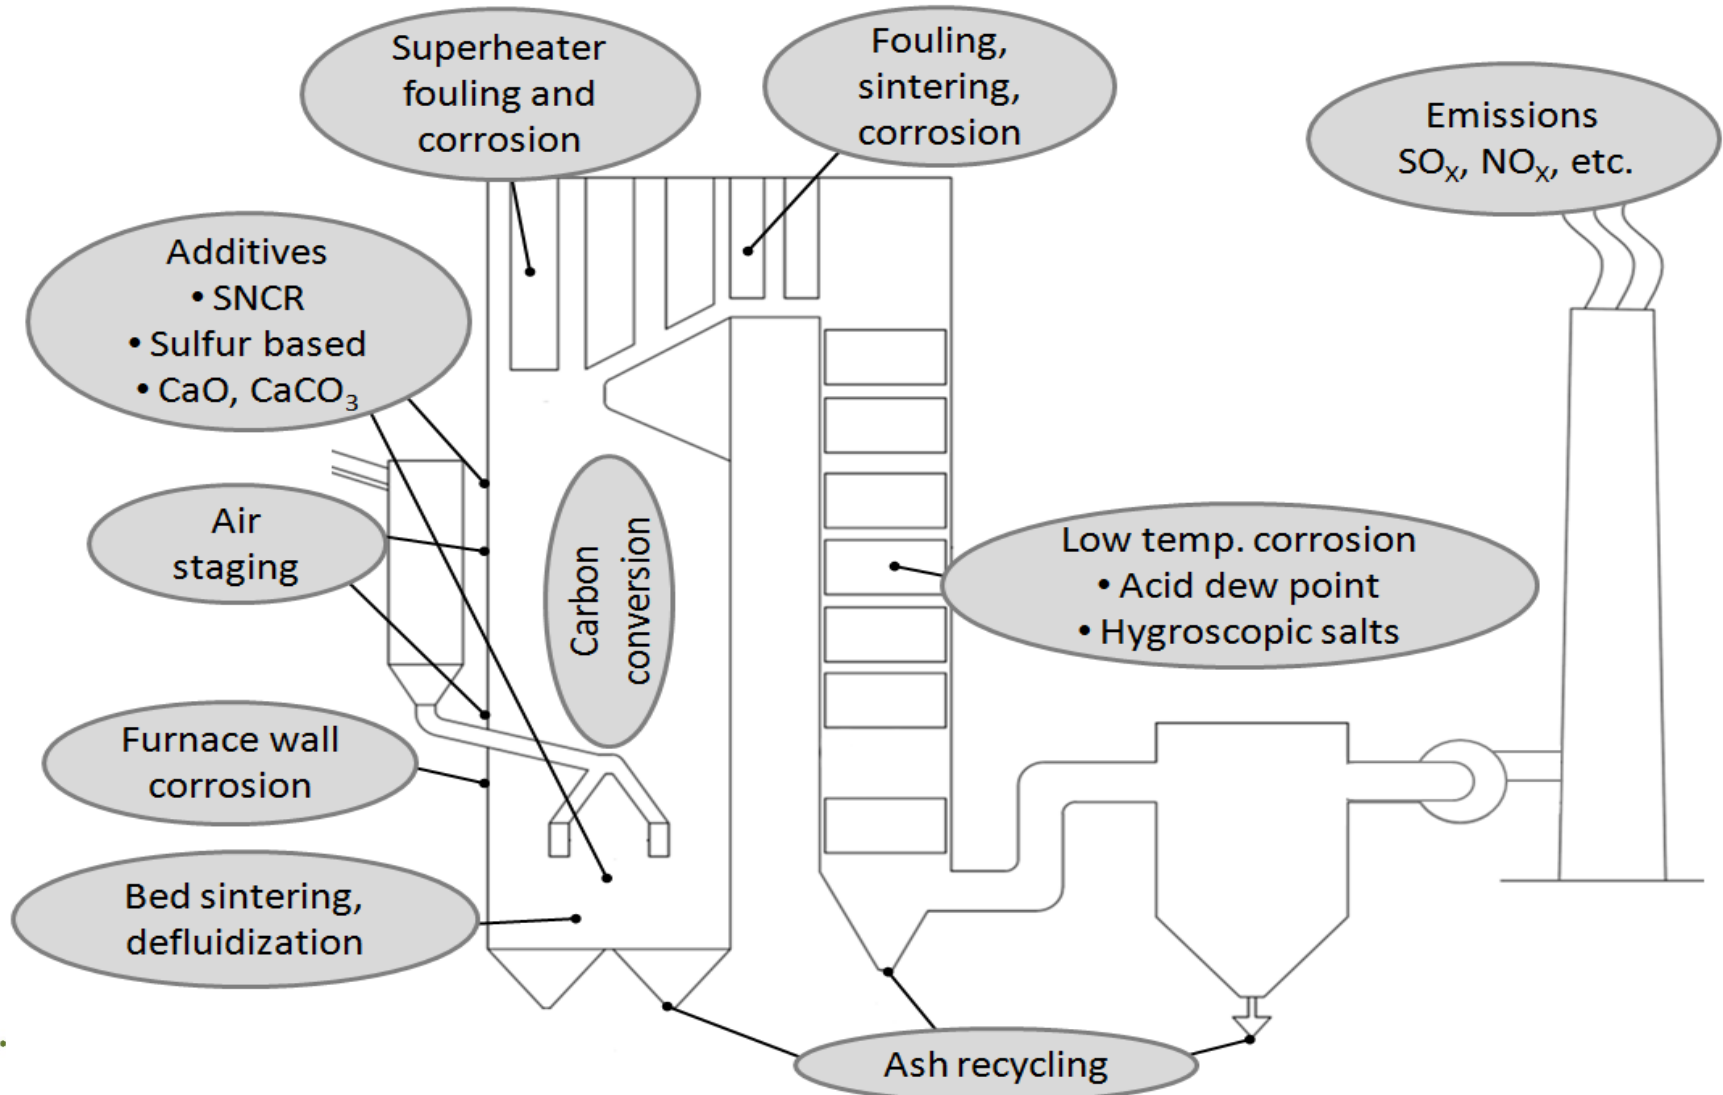 Superheater
fouling and
corrosion
Fouling,
sintering,
corrosion
Emissions
SOₓ, NOₓ, etc.
Additives
• SNCR
• Sulfur based
• CaO, CaCO₃
Air
staging
Carbon
conversion
Low temp. corrosion
• Acid dew point
• Hygroscopic salts
Furnace wall
corrosion
Bed sintering,
defluidization
Ash recycling